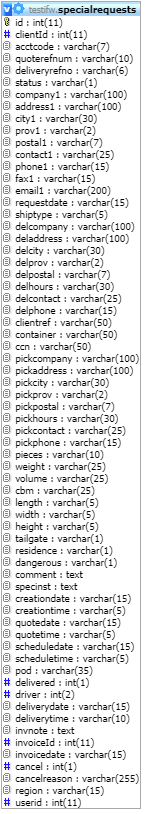 testifw specialrequests
id : int(11)
clientId : int(11)
acctcode : varchar(7)
quoterefnum : varchar(10)
deliveryrefno : varchar(6)
status : varchar(1)
company1 : varchar(100)
address1 : varchar(100)
city1 : varchar(30)
prov1 : varchar(2)
postal1 : varchar(7)
contact1 : varchar(25)
phone1 : varchar(15)
fax1 : varchar(15)
email1 : varchar(200)
requestdate : varchar(15)
shiptype : varchar(5)
delcompany : varchar(100)
deladdress : varchar(100)
delcity : varchar(30)
delprov : varchar(2)
delpostal : varchar(7)
delhours : varchar(30)
delcontact : varchar(25)
delphone : varchar(15)
clientref : varchar(50)
container : varchar(50)
ccn : varchar(50)
pickcompany : varchar(100)
pickaddress : varchar(100)
pickcity : varchar(30)
pickprov : varchar(2)
pickpostal : varchar(7)
pickhours : varchar(30)
pickcontact : varchar(25)
pickphone : varchar(15)
pieces : varchar(10)
weight : varchar(25)
volume : varchar(25)
cbm : varchar(25)
length : varchar(5)
width : varchar(5)
height : varchar(5)
tailgate : varchar(1)
residence : varchar(1)
dangerous : varchar(1)
comment : text
specinst : text
creationdate : varchar(15)
creationtime : varchar(5)
quotedate : varchar(15)
quotetime : varchar(5)
scheduledate : varchar(15)
scheduletime : varchar(5)
pod : varchar(35)
delivered : int(1)
driver : int(2)
deliverydate : varchar(15)
deliverytime : varchar(10)
invnote : text
invoiceId : int(11)
invoicedate : varchar(15)
cancel : int(1)
cancelreason : varchar(255)
region : varchar(15)
userid : int(11)